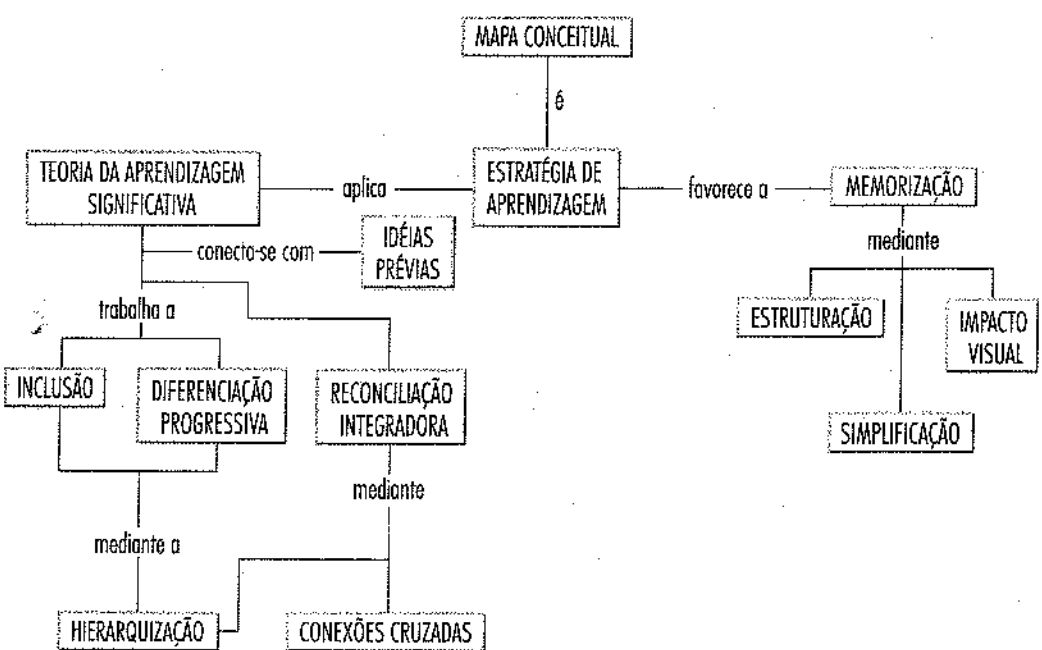 MAPA CONCEITUAL
é
TEORIA DA APRENDIZAGEM
SIGNIFICATIVA
aplica
ESTRATÉGIA DE
APRENDIZAGEM
favorece a
MEMORIZAÇÃO
conecta-se com
IDÉIAS
PRÉVIAS
mediante
trabalha a
ESTRUTURAÇÃO
IMPACTO
VISUAL
INCLUSÃO
DIFERENCIAÇÃO
PROGRESSIVA
RECONCILIAÇÃO
INTEGRADORA
SIMPLIFICAÇÃO
mediante
mediante a
HIERARQUIZAÇÃO
CONEXÕES CRUZADAS